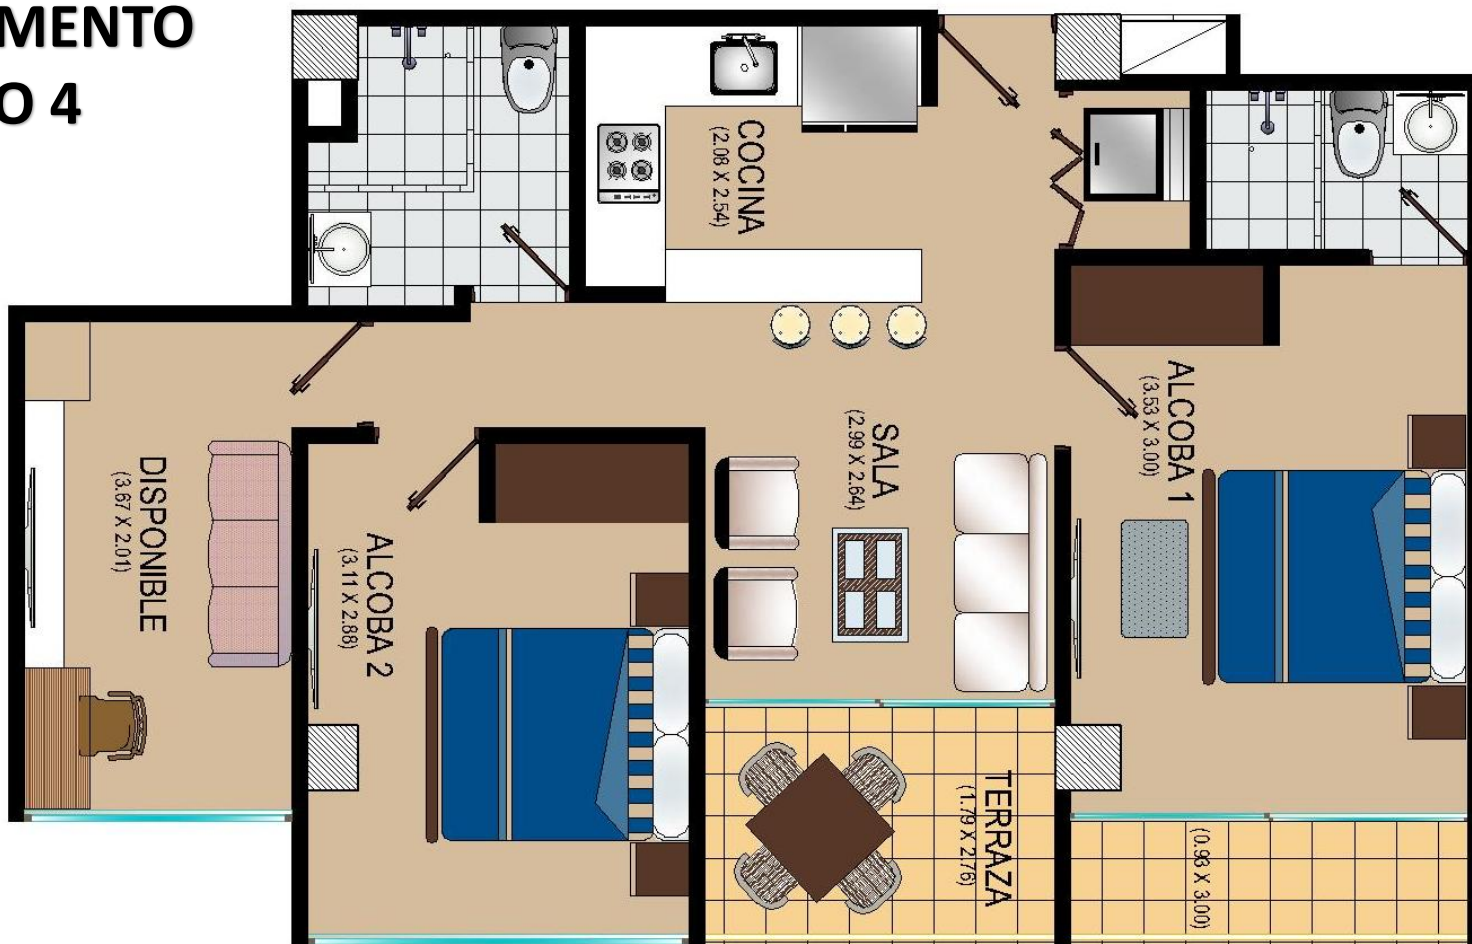 MENTO
O 4
COCINA
(2.08 X 2.54)
ALCOBA 1
(3.53 X 3.00)
SALA
(2.99 X 2.64)
DISPONIBLE
(3.67 X 2.01)
ALCOBA 2
(3.11 X 2.88)
TERRAZA
(1.79 X 2.76)
(0.93 X 3.00)